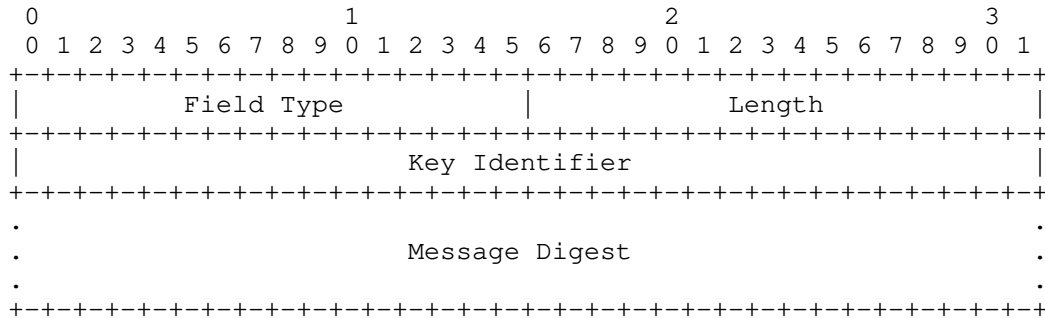 0                   1                   2                   3
 0 1 2 3 4 5 6 7 8 9 0 1 2 3 4 5 6 7 8 9 0 1 2 3 4 5 6 7 8 9 0 1
+-+-+-+-+-+-+-+-+-+-+-+-+-+-+-+-+-+-+-+-+-+-+-+-+-+-+-+-+-+-+-+-+
|          Field Type           |            Length             |
+-+-+-+-+-+-+-+-+-+-+-+-+-+-+-+-+-+-+-+-+-+-+-+-+-+-+-+-+-+-+-+-+
|                        Key Identifier                         |
+-+-+-+-+-+-+-+-+-+-+-+-+-+-+-+-+-+-+-+-+-+-+-+-+-+-+-+-+-+-+-+-+
.                                                               .
.                        Message Digest                         .
.                                                               .
+-+-+-+-+-+-+-+-+-+-+-+-+-+-+-+-+-+-+-+-+-+-+-+-+-+-+-+-+-+-+-+-+